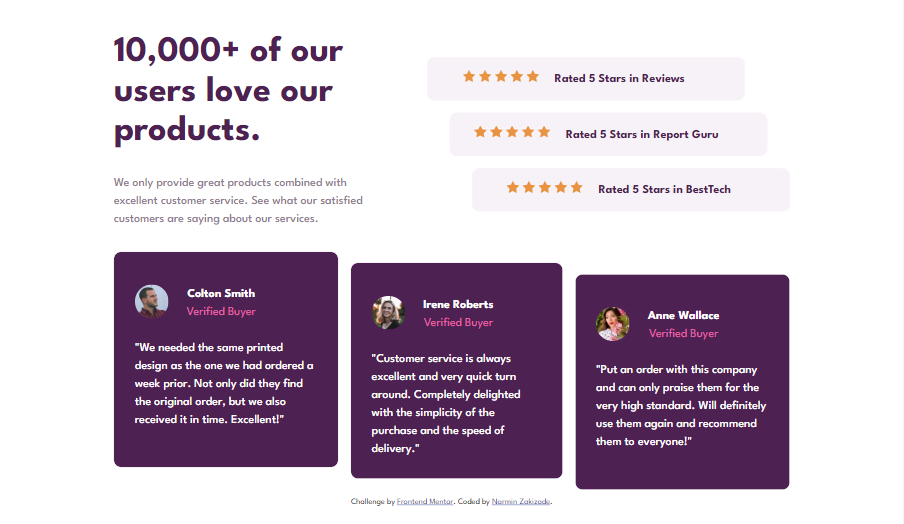 10,000+ of our
users love our
products.
We only provide great products combined with
excellent customer service. See what our satisfied
customers are saying about our services.
Rated 5 Stars in Reviews
Rated 5 Stars in Report Guru
Rated 5 Stars in BestTech
Colton Smith
Verified Buyer
"We needed the same printed
design as the one we had ordered a
week prior. Not only did they find
the original order, but we also
received it in time. Excellent!"
Irene Roberts
Verified Buyer
"Customer service is always
excellent and very quick turn
around. Completely delighted
with the simplicity of the
purchase and the speed of
delivery."
Anne Wallace
Verified Buyer
"Put an order with this company
and can only praise them for the
very high standard. Will definitely
use them again and recommend
them to everyone!"
Challenge by Frontend Mentor. Coded by Narmin Zakizade.